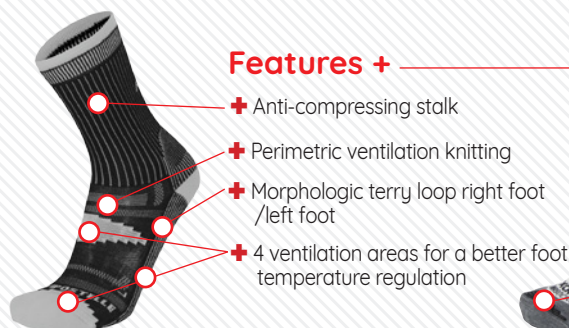 Features +
Anti-compressing stalk
Perimetric ventilation knitting
Morphologic terry loop right foot
/left foot
4 ventilation areas for a better foot
temperature regulation